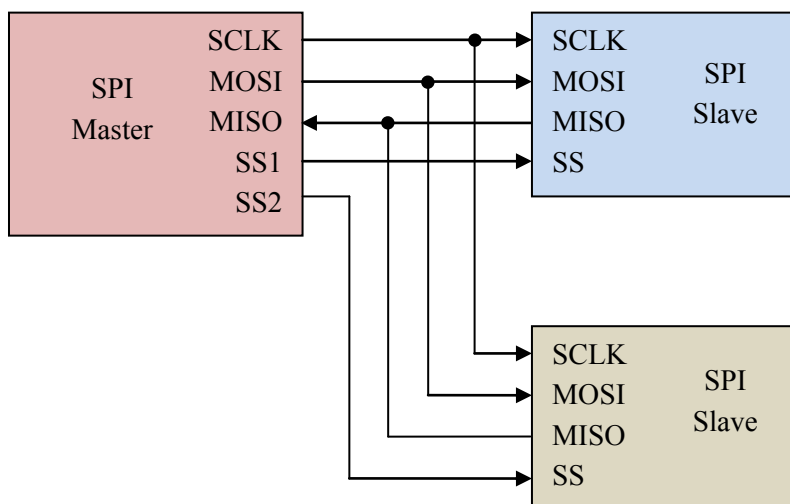 SPI
Master
SCLK
MOSI
MISO
SS1
SS2
SCLK
MOSI
MISO
SS
SPI
Slave
SCLK
MOSI
MISO
SS
SPI
Slave